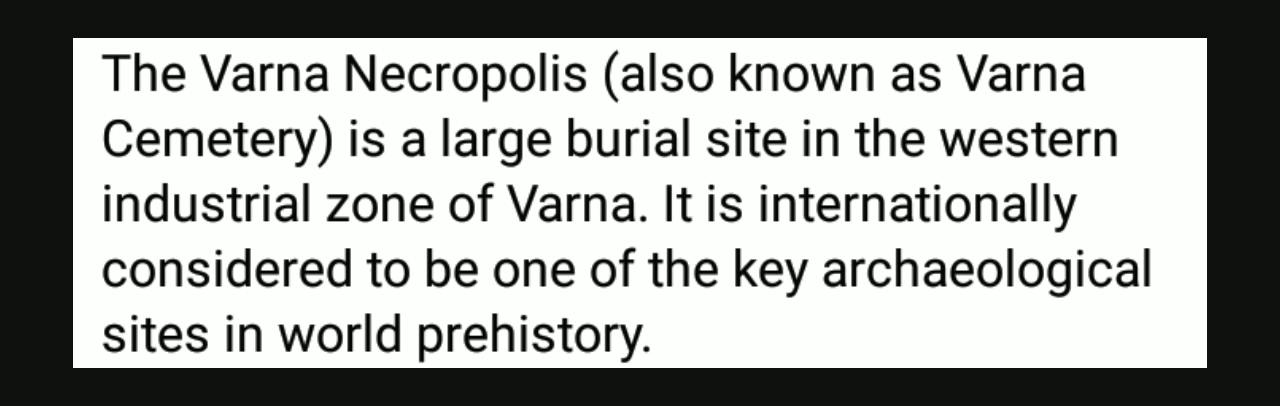 The Varna Necropolis (also known as Varna
Cemetery) is a large burial site in the western
industrial zone of Varna. It is internationally
considered to be one of the key archaeological
sites in world prehistory.